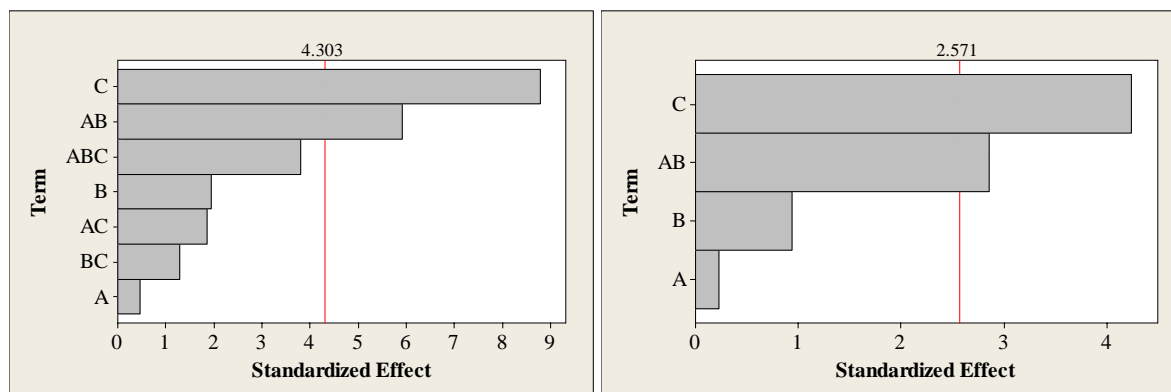 4.303
C
AB
ABC
B
AC
BC
A
Term
0 1 2 3 4 5 6 7 8 9
Standardized Effect
2.571
C
AB
B
A
Term
0 1 2 3 4
Standardized Effect